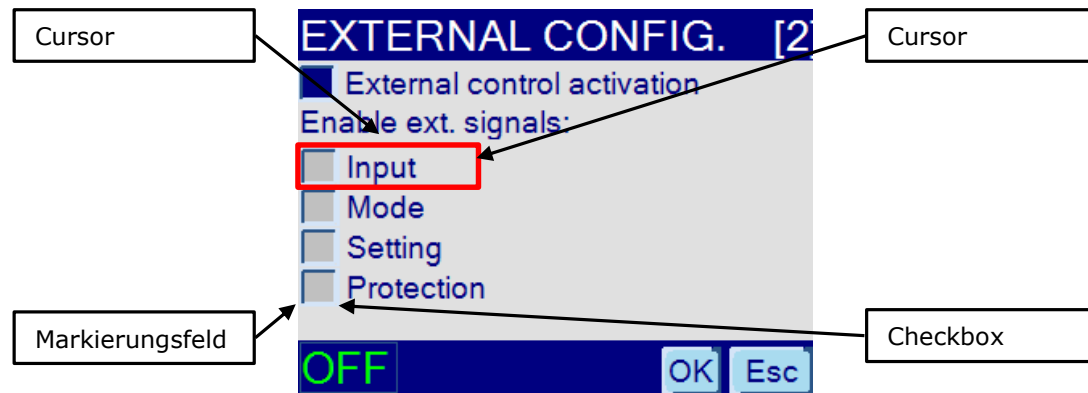 Cursor
Cursor
EXTERNAL CONFIG. [2]
External control activation
Enable ext. signals:
Input
Mode
Setting
Protection
Markierungsfeld
Checkbox
OFF
OK
Esc